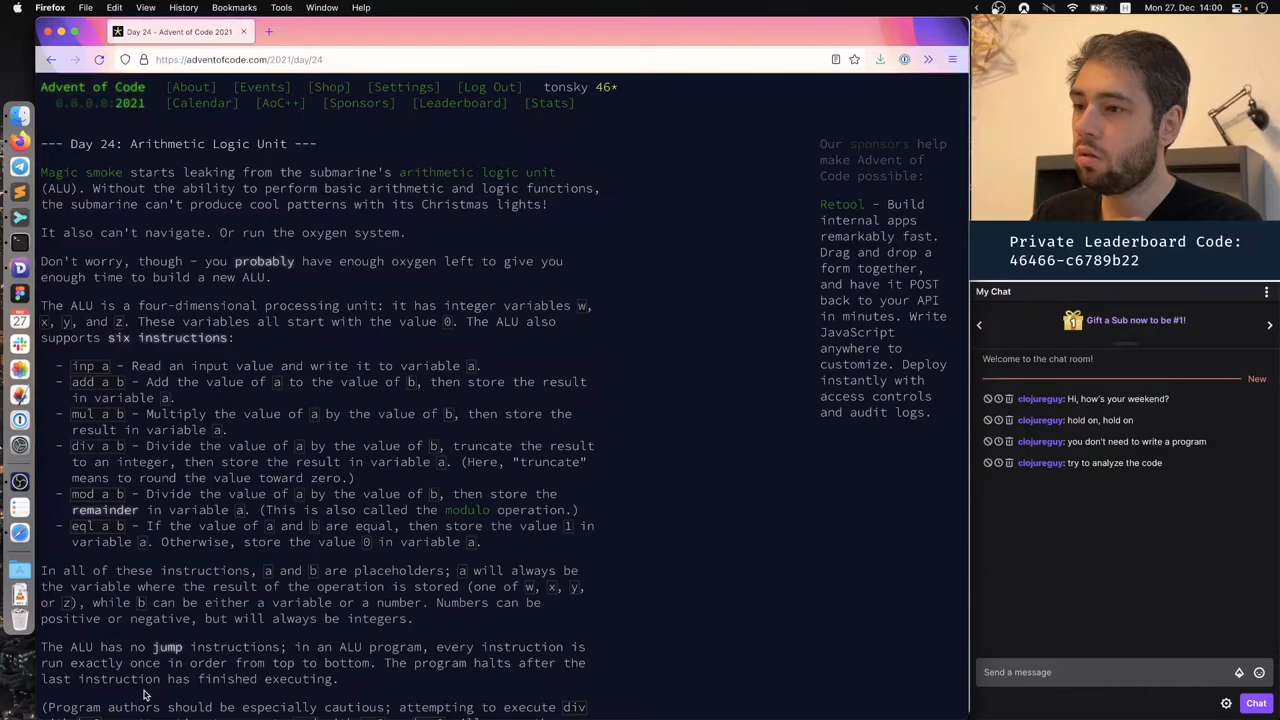 Firefox File Edit View History Bookmarks Tools Window Help
Mon 27. Dec 14:00
Day 24 - Advent of Code 2021
https://adventofcode.com/2021/day/24
Advent of Code [About] [Events] [Shop] [Settings] [Log Out] tonsky 46*
0.0.0.0:2021 [Calendar] [AoC++] [Sponsors] [Leaderboard] [Stats]
--- Day 24: Arithmetic Logic Unit ---
Magic smoke starts leaking from the submarine's arithmetic logic unit
(ALU). Without the ability to perform basic arithmetic and logic functions,
the submarine can't produce cool patterns with its Christmas lights!
It also can't navigate. Or run the oxygen system.
Don't worry, though - you probably have enough oxygen left to give you
enough time to build a new ALU.
The ALU is a four-dimensional processing unit: it has integer variables w,
x, y, and z. These variables all start with the value 0. The ALU also
supports six instructions:
- inp a - Read an input value and write it to variable a.
- add a b - Add the value of a to the value of b, then store the result
in variable a.
- mul a b - Multiply the value of a by the value of b, then store the
result in variable a.
- div a b - Divide the value of a by the value of b, truncate the result
to an integer, then store the result in variable a. (Here, "truncate"
means to round the value toward zero.)
- mod a b - Divide the value of a by the value of b, then store the
remainder in variable a. (This is also called the modulo operation.)
- eql a b - If the value of a and b are equal, then store the value 1 in
variable a. Otherwise, store the value 0 in variable a.
In all of these instructions, a and b are placeholders; a will always be
the variable where the result of the operation is stored (one of w, x, y,
or z), while b can be either a variable or a number. Numbers can be
positive or negative, but will always be integers.
The ALU has no jump instructions; in an ALU program, every instruction is
run exactly once in order from top to bottom. The program halts after the
last instruction has finished executing.
(Program authors should be especially cautious; attempting to execute div
Our sponsors help
make Advent of
Code possible:
Retool - Build
internal apps
remarkably fast.
Drag and drop a
form together,
and have it POST
back to your API
in minutes. Write
JavaScript
anywhere to
customize. Deploy
instantly with
access controls
and audit logs.
Private Leaderboard Code:
46466-c6789b22
My Chat
Gift a Sub now to be #1!
Welcome to the chat room!
New
clojureguy: Hi, how's your weekend?
clojureguy: hold on, hold on
clojureguy: you don't need to write a program
clojureguy: try to analyze the code
Send a message
Chat